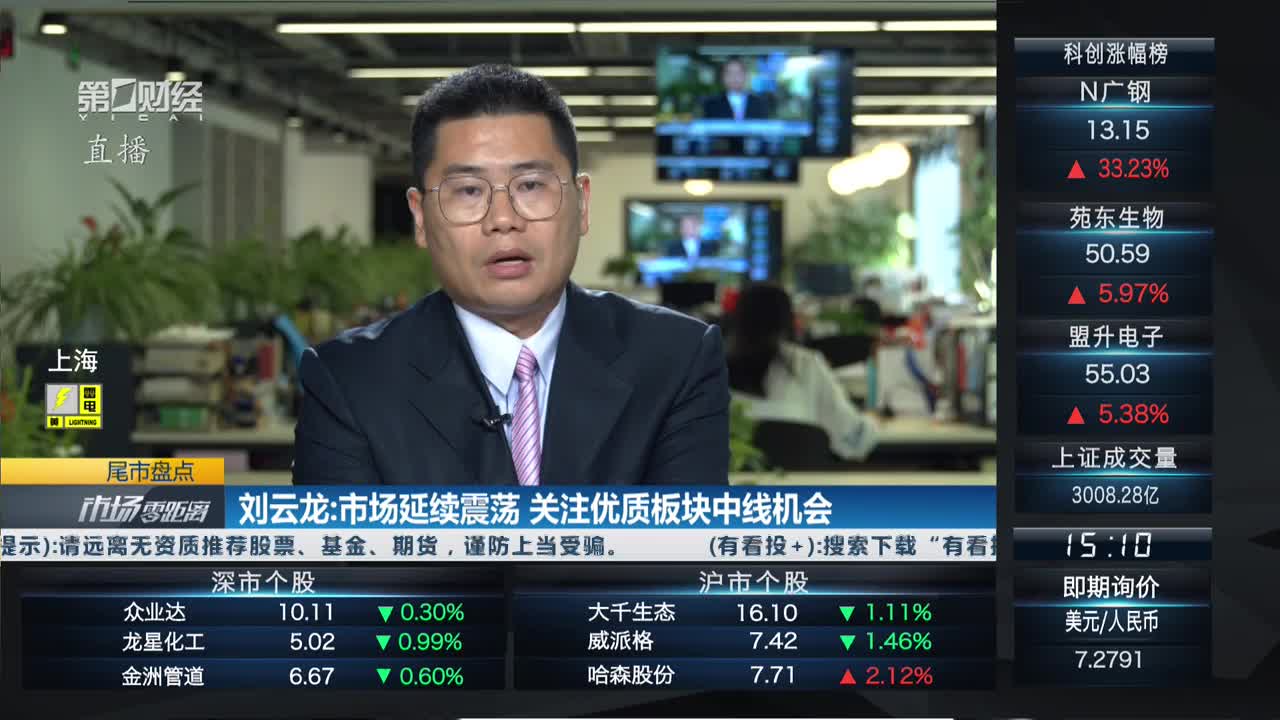 第一财经
YICAI
直播
上海
雷电
黄 LIGHTNING
尾市盘点
市场零距离
刘云龙:市场延续震荡 关注优质板块中线机会
提示):请远离无资质推荐股票、基金、期货，谨防上当受骗。 (有看投+):搜索下载“有看投
深市个股
众业达 10.11 ▼0.30%
龙星化工 5.02 ▼0.99%
金洲管道 6.67 ▼0.60%
沪市个股
大千生态 16.10 ▼1.11%
威派格 7.42 ▼1.46%
哈森股份 7.71 ▲2.12%
科创涨幅榜
N广钢
13.15
▲ 33.23%
苑东生物
50.59
▲ 5.97%
盟升电子
55.03
▲ 5.38%
上证成交量
3008.28亿
15:10
即期询价
美元/人民币
7.2791